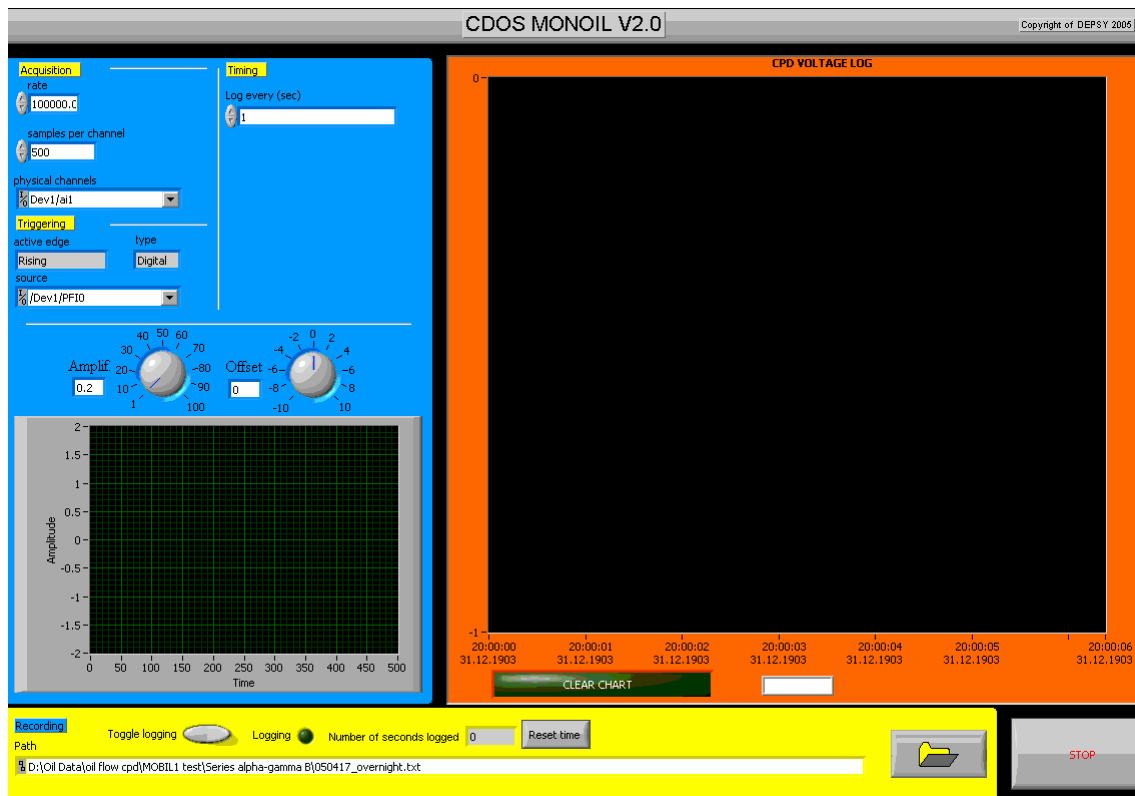 CDOS MONOIL V2.0
Copyright of DEPSY 2005
Acquisition
rate
100000.0
samples per channel
500
physical channels
Dev1/ai1
Triggering
active edge type
Rising Digital
source
/Dev1/PFI0
Timing
Log every (sec)
1
Amplif
0.2
1 10 20 30 40 50 60 70 80 90 100
Offset
0
-10 -8 -6 -4 -2 0 2 4 6 8 10
Amplitude
2
1.5
1
0.5
0
-0.5
-1
-1.5
-2
0 50 100 150 200 250 300 350 400 450 500
Time
CPD VOLTAGE LOG
0
-1
20:00:00 20:00:01 20:00:02 20:00:03 20:00:04 20:00:05 20:00:06
31.12.1903 31.12.1903 31.12.1903 31.12.1903 31.12.1903 31.12.1903 31.12.1903
CLEAR CHART
Recording
Toggle logging Logging Number of seconds logged 0 Reset time
Path
D:\Oil Data\oil flow cpd\MOBIL1 test\Series alpha-gamma B\050417_overnight.txt
STOP